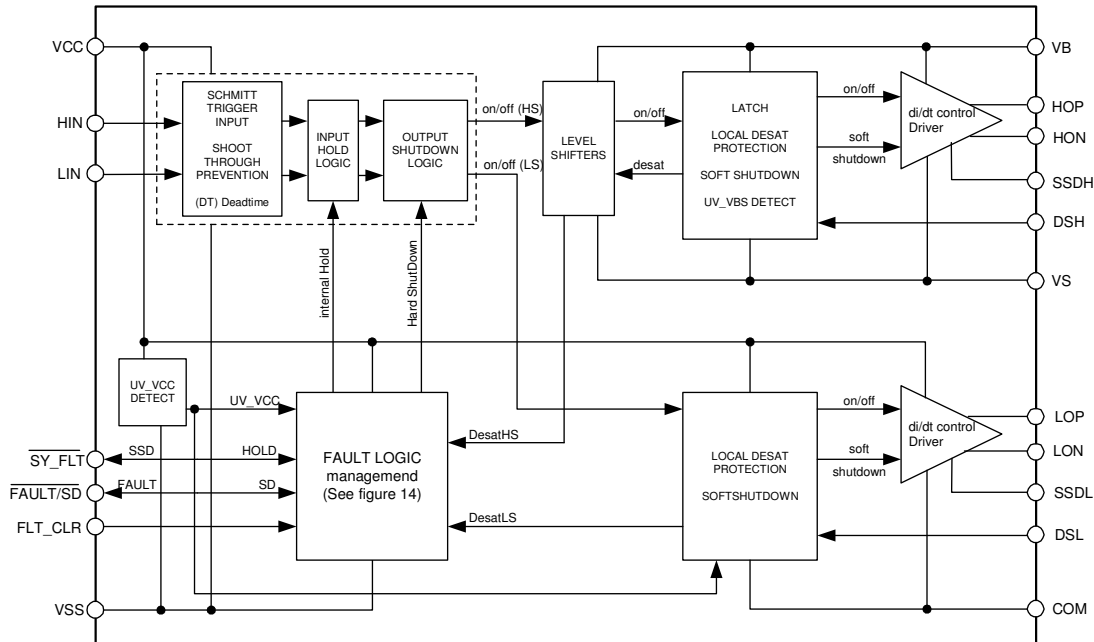 VCC
VB
SCHMITT
TRIGGER
INPUT
SHOOT
THROUGH
PREVENTION
(DT) Deadtime
INPUT
HOLD
LOGIC
OUTPUT
SHUTDOWN
LOGIC
on/off (HS)
on/off (LS)
LEVEL
SHIFTERS
on/off
desat
LATCH
LOCAL DESAT
PROTECTION
SOFT SHUTDOWN
UV_VBS DETECT
on/off
soft
shutdown
di/dt control
Driver
HIN
LIN
HOP
HON
SSDH
DSH
VS
internal Hold
Hard ShutDown
UV_VCC
DETECT
UV_VCC
SSD
HOLD
FAULT
SD
FAULT LOGIC
managemend
(See figure 14)
DesatHS
DesatLS
LOCAL DESAT
PROTECTION
SOFTSHUTDOWN
on/off
soft
shutdown
di/dt control
Driver
SY_FLT
FAULT/SD
FLT_CLR
VSS
LOP
LON
SSDL
DSL
COM